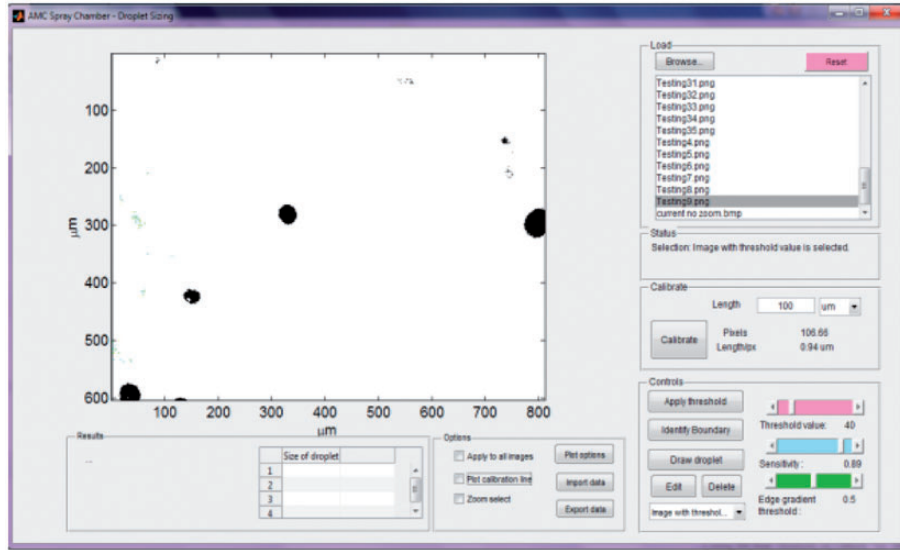 AMC Spray Chamber - Droplet Sizing
100
200
300
400
500
600
μm
100 200 300 400 500 600 700 800
μm
Load
Browse...
Reset
Testing31.png
Testing32.png
Testing33.png
Testing34.png
Testing35.png
Testing4.png
Testing5.png
Testing6.png
Testing7.png
Testing8.png
Testing9.png
current no zoom.bmp
Status
Selection: Image with threshold value is selected.
Calibrate
Length 100 um
Calibrate
Pixels 106.66
Length/px 0.94 um
Controls
Apply threshold
Threshold value: 40
Identify Boundary
Sensitivity : 0.89
Draw droplet
Edit Delete
Edge gradient threshold : 0.5
Image with threshol...
Results
--
Size of droplet
1
2
3
4
Options
Apply to all images
Plot calibration line
Zoom select
Plot options
Import data
Export data